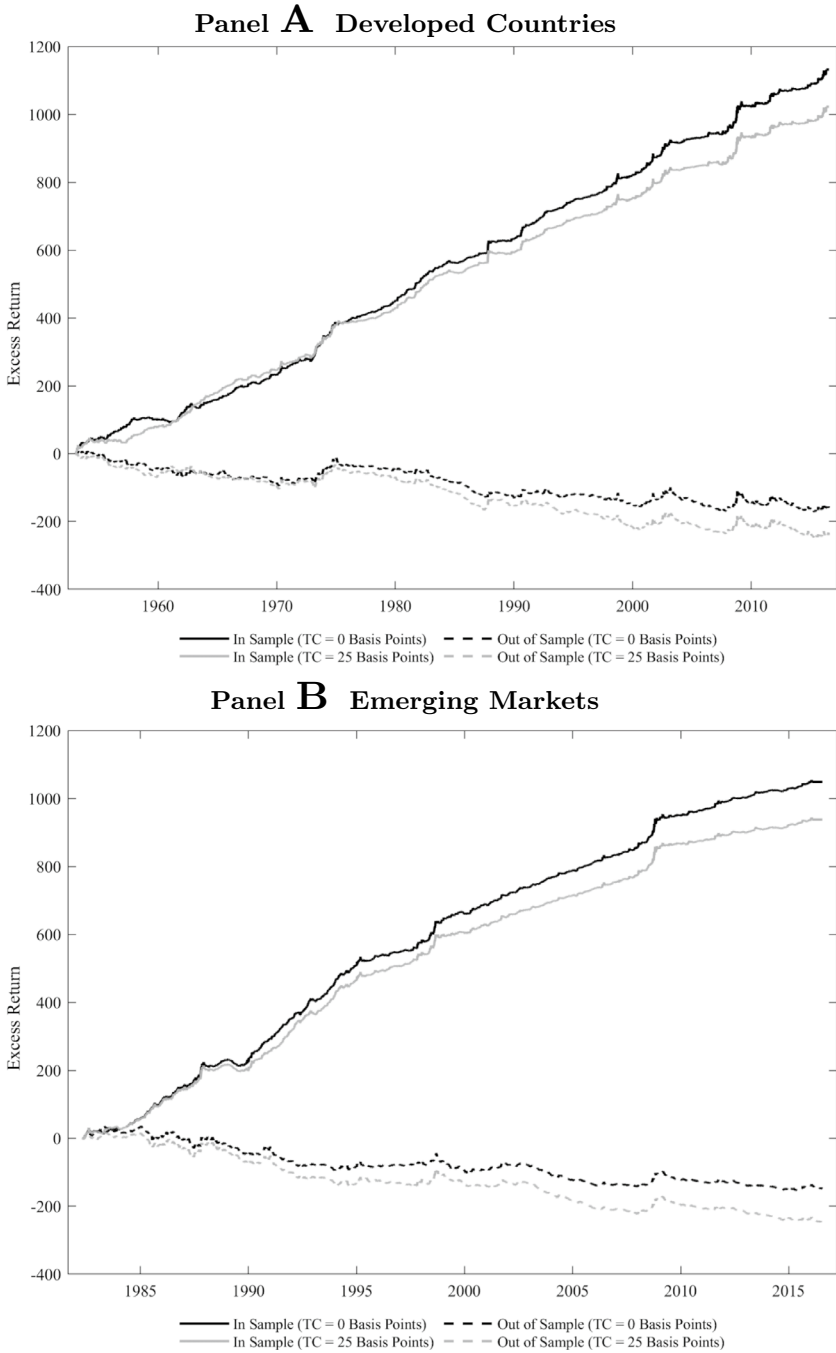 Panel A Developed Countries
1200
1000
800
600
400
200
0
-200
-400
Excess Return
1960 1970 1980 1990 2000 2010
In Sample (TC = 0 Basis Points) Out of Sample (TC = 0 Basis Points)
In Sample (TC = 25 Basis Points) Out of Sample (TC = 25 Basis Points)
Panel B Emerging Markets
1200
1000
800
600
400
200
0
-200
-400
Excess Return
1985 1990 1995 2000 2005 2010 2015
In Sample (TC = 0 Basis Points) Out of Sample (TC = 0 Basis Points)
In Sample (TC = 25 Basis Points) Out of Sample (TC = 25 Basis Points)